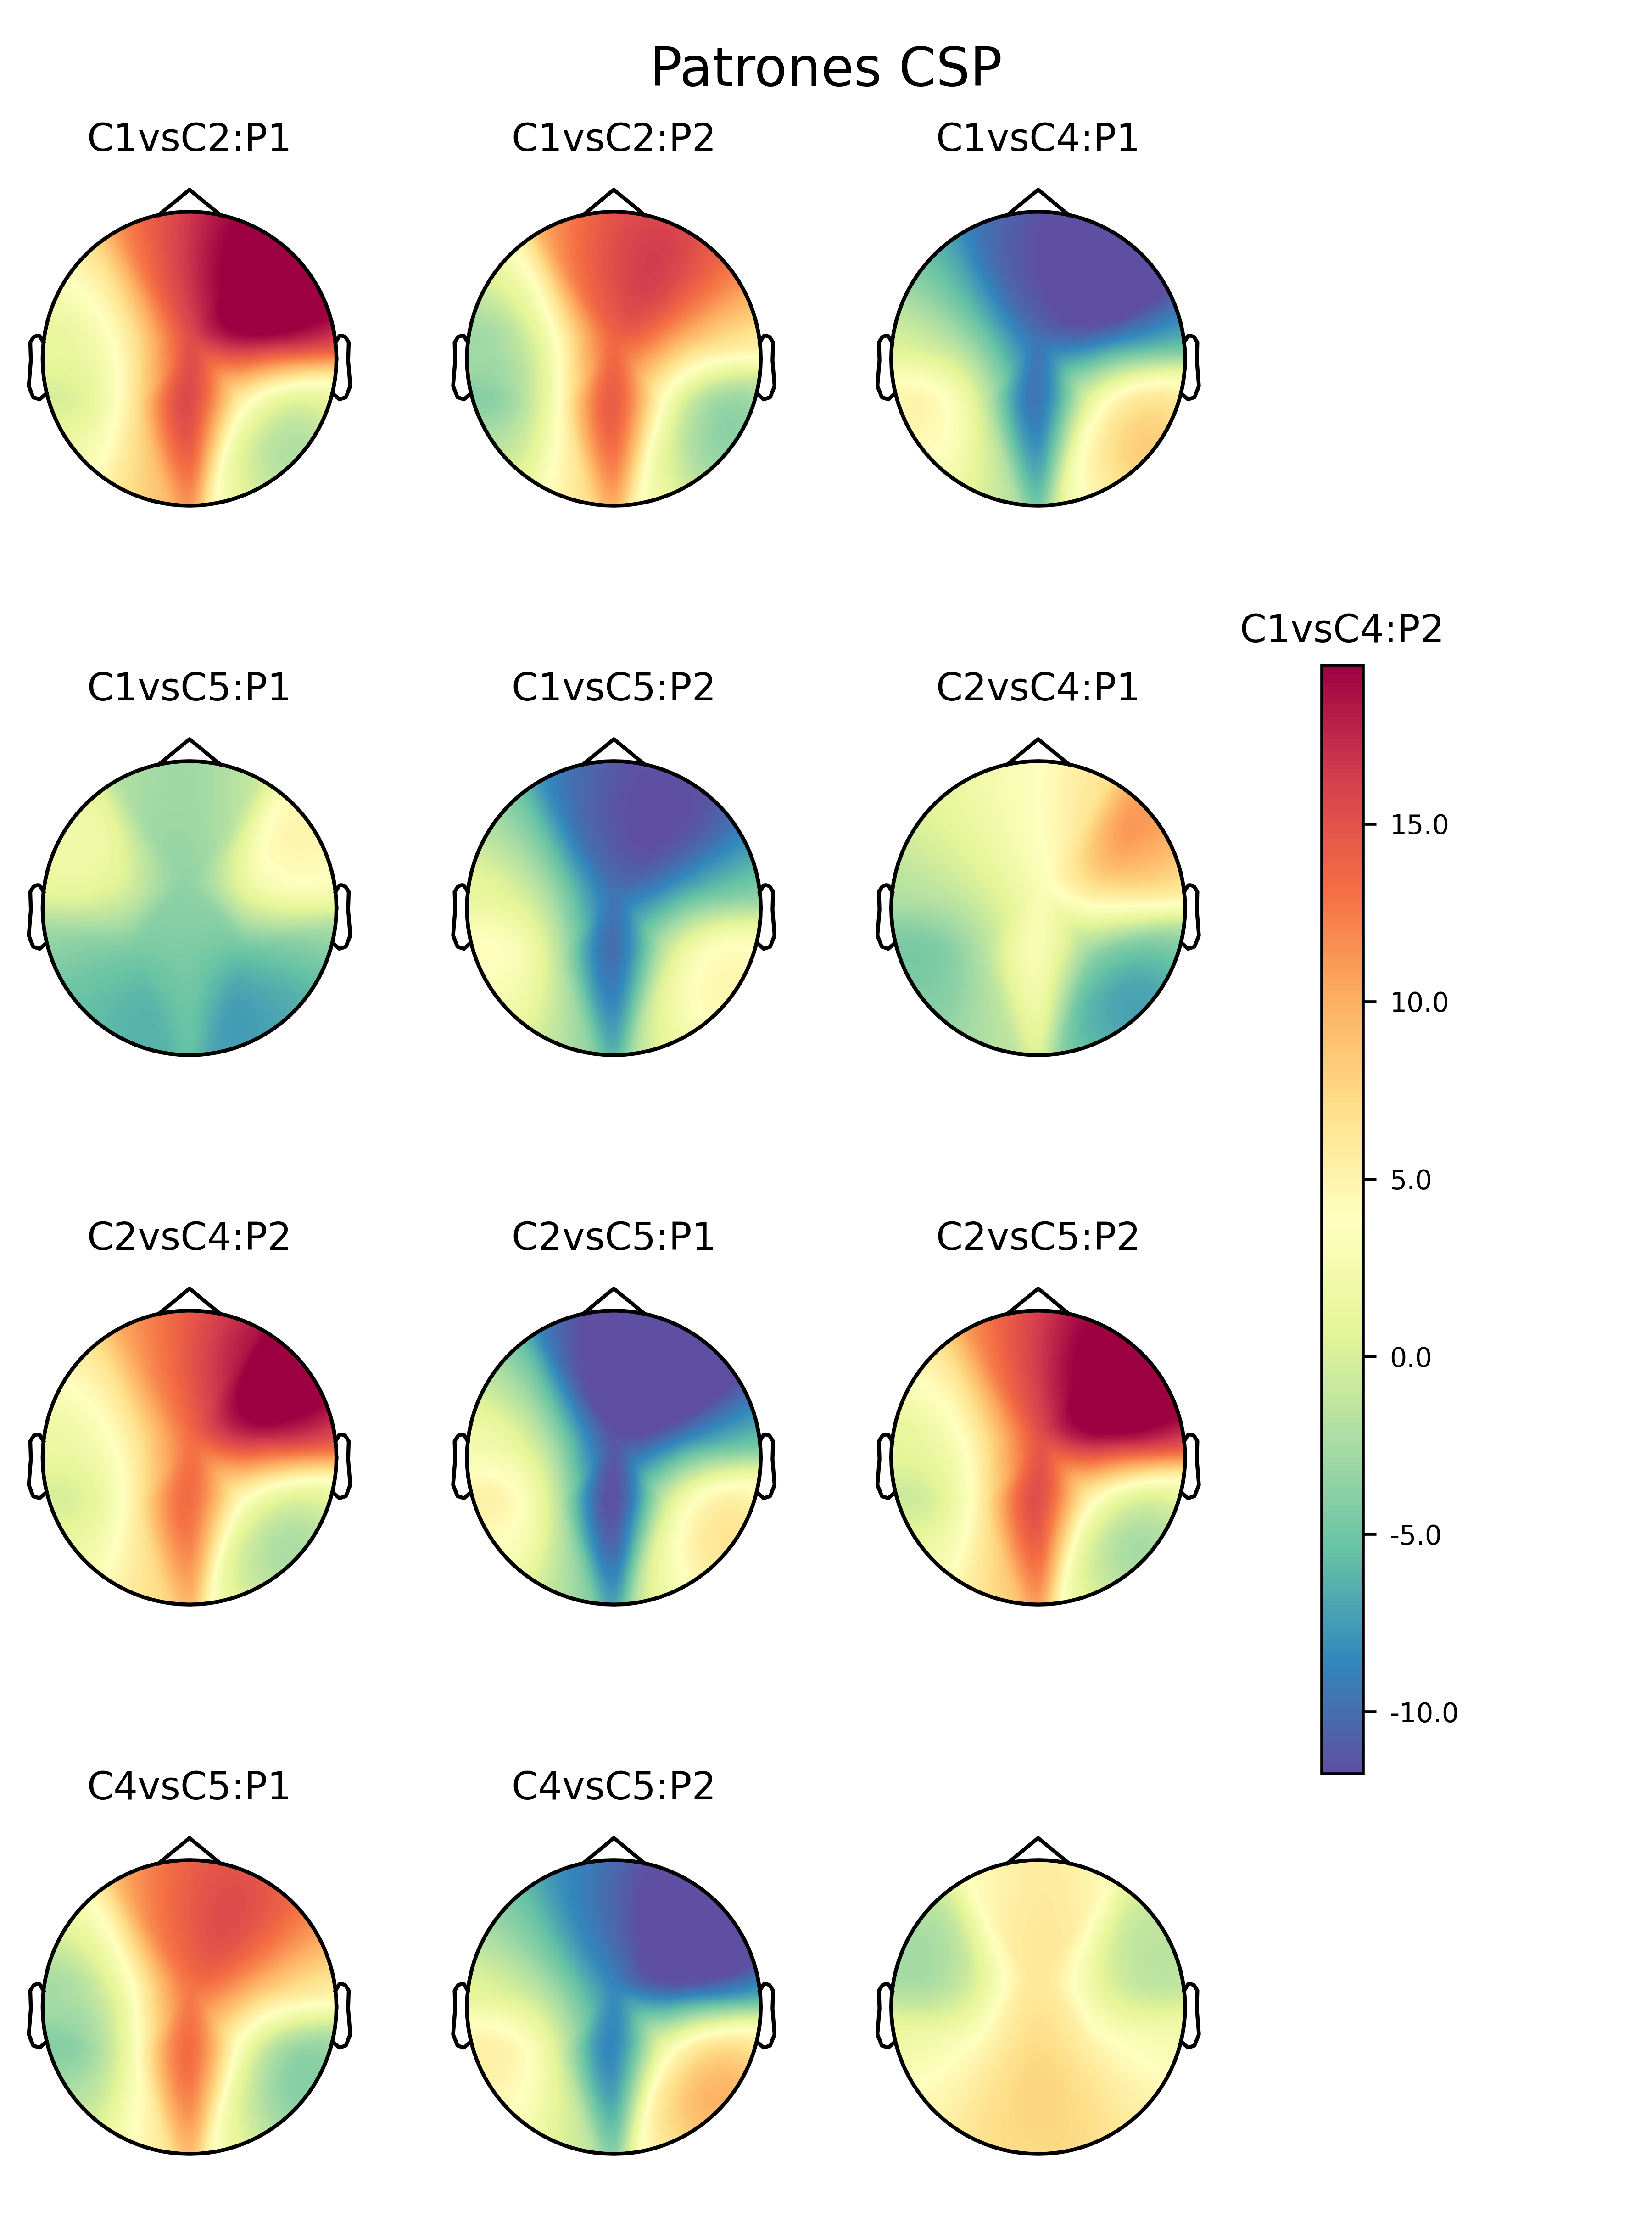 Patrones CSP
C1vsC2:P1
C1vsC2:P2
C1vsC4:P1
C1vsC4:P2
C1vsC5:P1
C1vsC5:P2
C2vsC4:P1
15.0
10.0
5.0
0.0
-5.0
-10.0
C2vsC4:P2
C2vsC5:P1
C2vsC5:P2
C4vsC5:P1
C4vsC5:P2